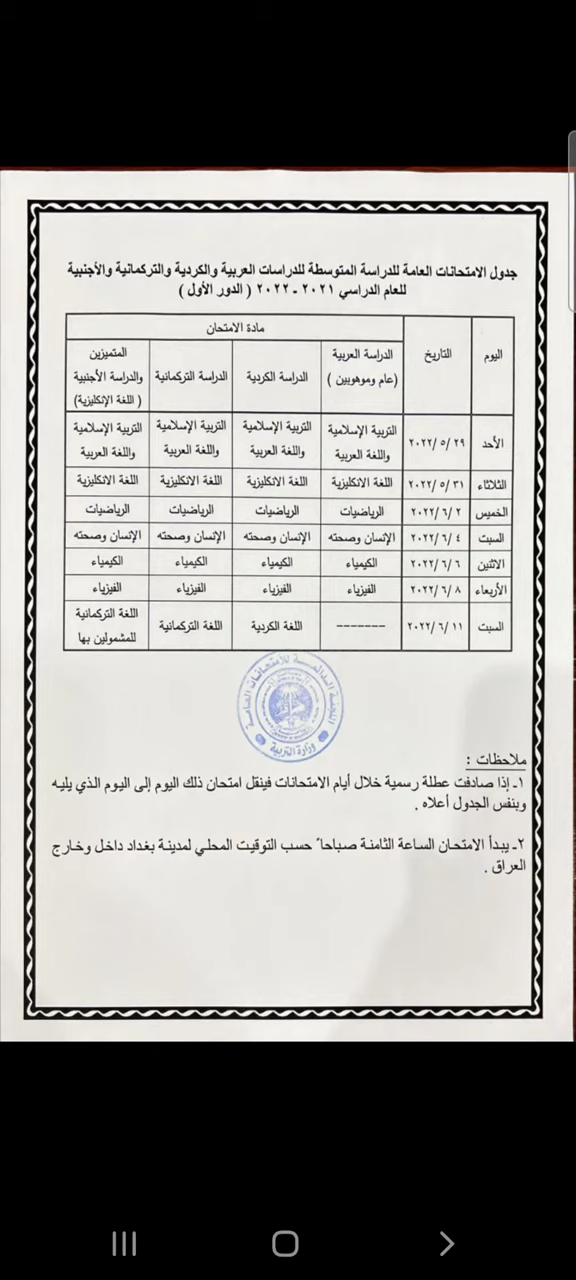 جدول الامتحانات العامة للدراسة المتوسطة للدراسات العربية والكردية والتركمانية والأجنبية
للعام الدراسي ٢٠٢١ ـ ٢٠٢٢ ( الدور الأول )
اليوم التاريخ مادة الامتحان
الدراسة العربية (عام وموهوبين ) الدراسة الكردية الدراسة التركمانية المتميزين والدراسة الأجنبية ( اللغة الإنكليزية)
الأحد ٢٩ /٥ /٢٠٢٢ التربية الإسلامية واللغة العربية التربية الإسلامية واللغة العربية التربية الإسلامية واللغة العربية التربية الإسلامية واللغة العربية
الثلاثاء ٣١ /٥ /٢٠٢٢ اللغة الانكليزية اللغة الانكليزية اللغة الانكليزية اللغة الانكليزية
الخميس ٢ /٦ /٢٠٢٢ الرياضيات الرياضيات الرياضيات الرياضيات
السبت ٤ /٦ /٢٠٢٢ الإنسان وصحته الإنسان وصحته الإنسان وصحته الإنسان وصحته
الاثنين ٦ /٦ /٢٠٢٢ الكيمياء الكيمياء الكيمياء الكيمياء
الأربعاء ٨ /٦ /٢٠٢٢ الفيزياء الفيزياء الفيزياء الفيزياء
السبت ١١ /٦ /٢٠٢٢ ------- اللغة الكردية اللغة التركمانية اللغة التركمانية للمشمولين بها
اللجنة الدائمة للامتحانات العامة
وزارة التربية
ملاحظات :
١ـ إذا صادفت عطلة رسمية خلال أيام الامتحانات فينقل امتحان ذلك اليوم إلى اليوم الذي يليه
وبنفس الجدول أعلاه .
٢ـ يبدأ الامتحان الساعة الثامنة صباحاً حسب التوقيت المحلي لمدينة بغداد داخل وخارج
العراق .